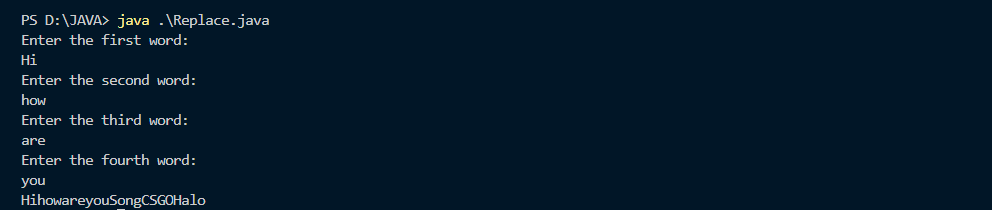 PS D:\JAVA> java .\Replace.java
Enter the first word:
Hi
Enter the second word:
how
Enter the third word:
are
Enter the fourth word:
you
HihowareyouSongCSGOHalo